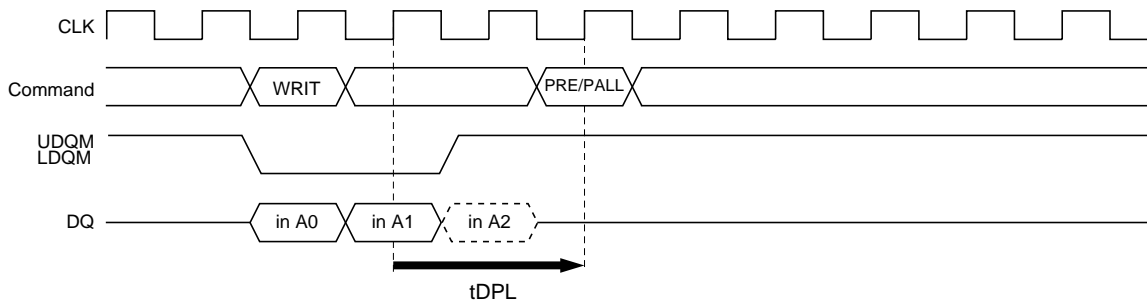 CLK
Command WRIT PRE/PALL
UDQM
LDQM
DQ in A0 in A1 in A2
tDPL